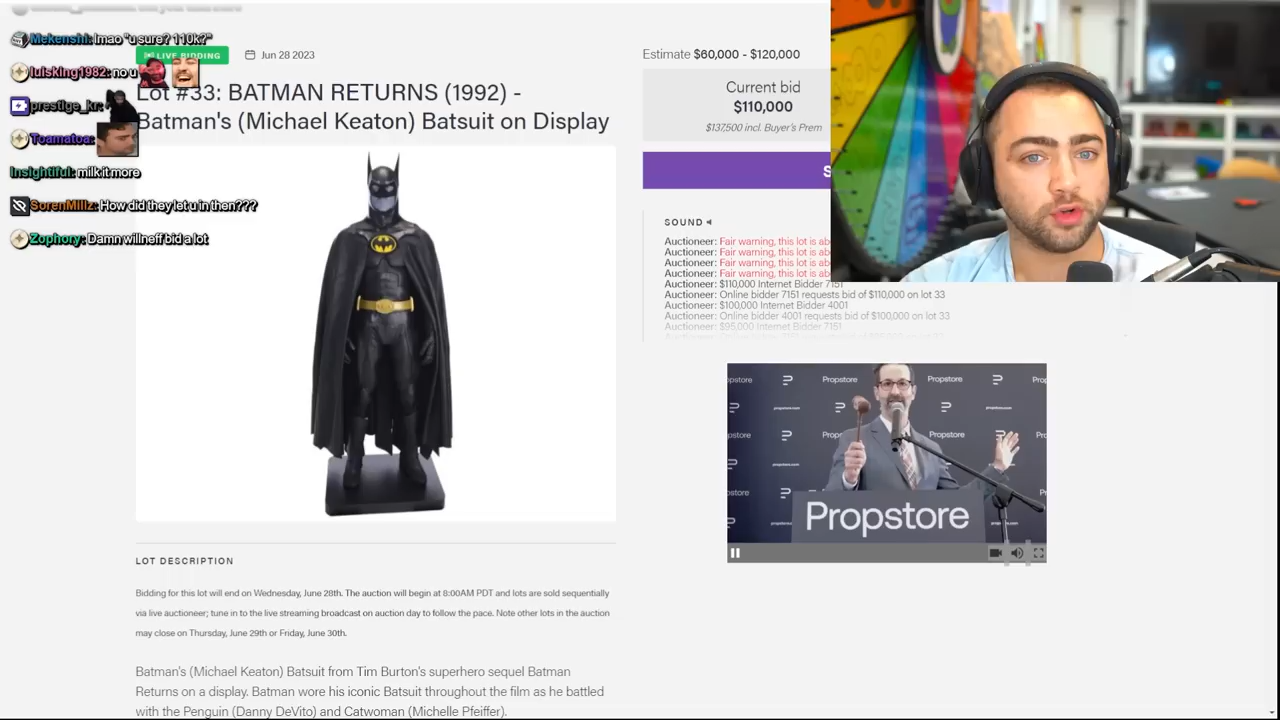 Mekenshi: lmao "u sure? 110k?"
luisking1982: no u
prestige_kr:
Toamatoa:
Insightiful: milk it more
SorenMillz: How did they let u in then???
Zophory: Damn willneff bid a lot
LIVE BIDDING
Jun 28 2023
Lot #33: BATMAN RETURNS (1992) -
Batman's (Michael Keaton) Batsuit on Display
Estimate $60,000 - $120,000
Current bid
$110,000
$137,500 incl. Buyer's Prem
S
SOUND
Auctioneer: Fair warning, this lot is ab
Auctioneer: Fair warning, this lot is ab
Auctioneer: Fair warning, this lot is ab
Auctioneer: Fair warning, this lot is ab
Auctioneer: $110,000 Internet Bidder 7151
Auctioneer: Online bidder 7151 requests bid of $110,000 on lot 33
Auctioneer: $100,000 Internet Bidder 4001
Auctioneer: Online bidder 4001 requests bid of $100,000 on lot 33
Auctioneer: $95,000 Internet Bidder 7151
pstore Propstore Propstore
propstore.com propstore.com
store Propstore
Propstore
LOT DESCRIPTION
Bidding for this lot will end on Wednesday, June 28th. The auction will begin at 8:00AM PDT and lots are sold sequentially
via live auctioneer; tune in to the live streaming broadcast on auction day to follow the pace. Note other lots in the auction
may close on Thursday, June 29th or Friday, June 30th.
Batman's (Michael Keaton) Batsuit from Tim Burton's superhero sequel Batman
Returns on a display. Batman wore his iconic Batsuit throughout the film as he battled
with the Penguin (Danny DeVito) and Catwoman (Michelle Pfeiffer).